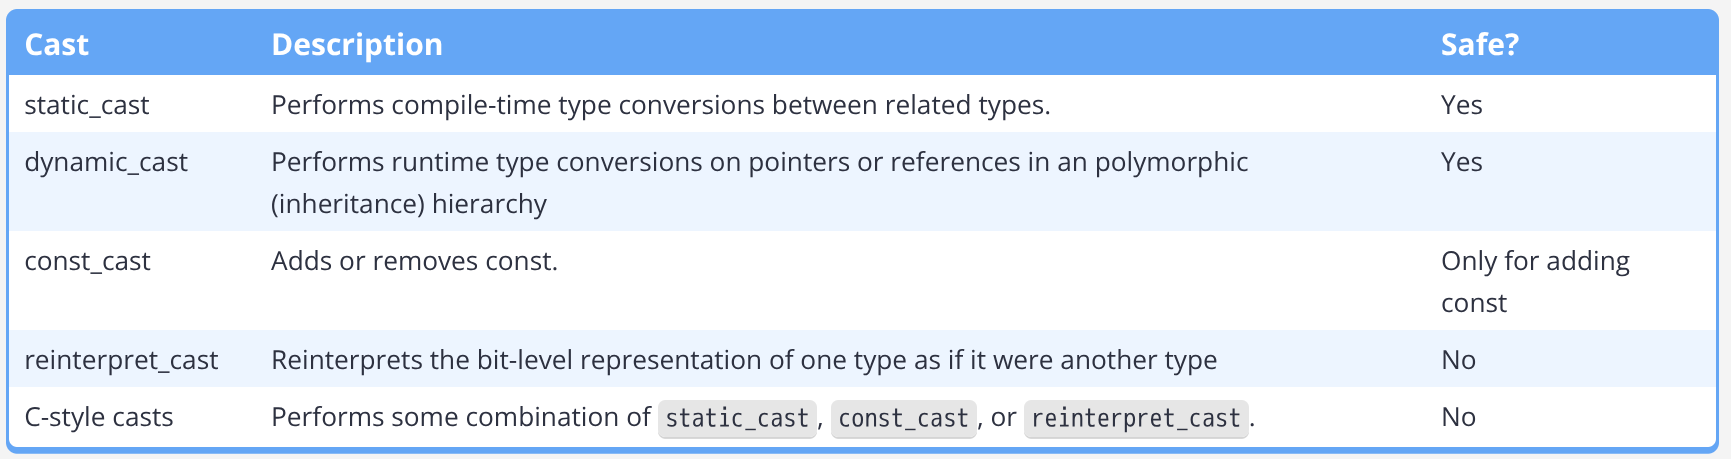 Cast Description Safe?
static_cast Performs compile-time type conversions between related types. Yes
dynamic_cast Performs runtime type conversions on pointers or references in an polymorphic Yes
(inheritance) hierarchy
const_cast Adds or removes const. Only for adding
const
reinterpret_cast Reinterprets the bit-level representation of one type as if it were another type No
C-style casts Performs some combination of static_cast, const_cast, or reinterpret_cast. No